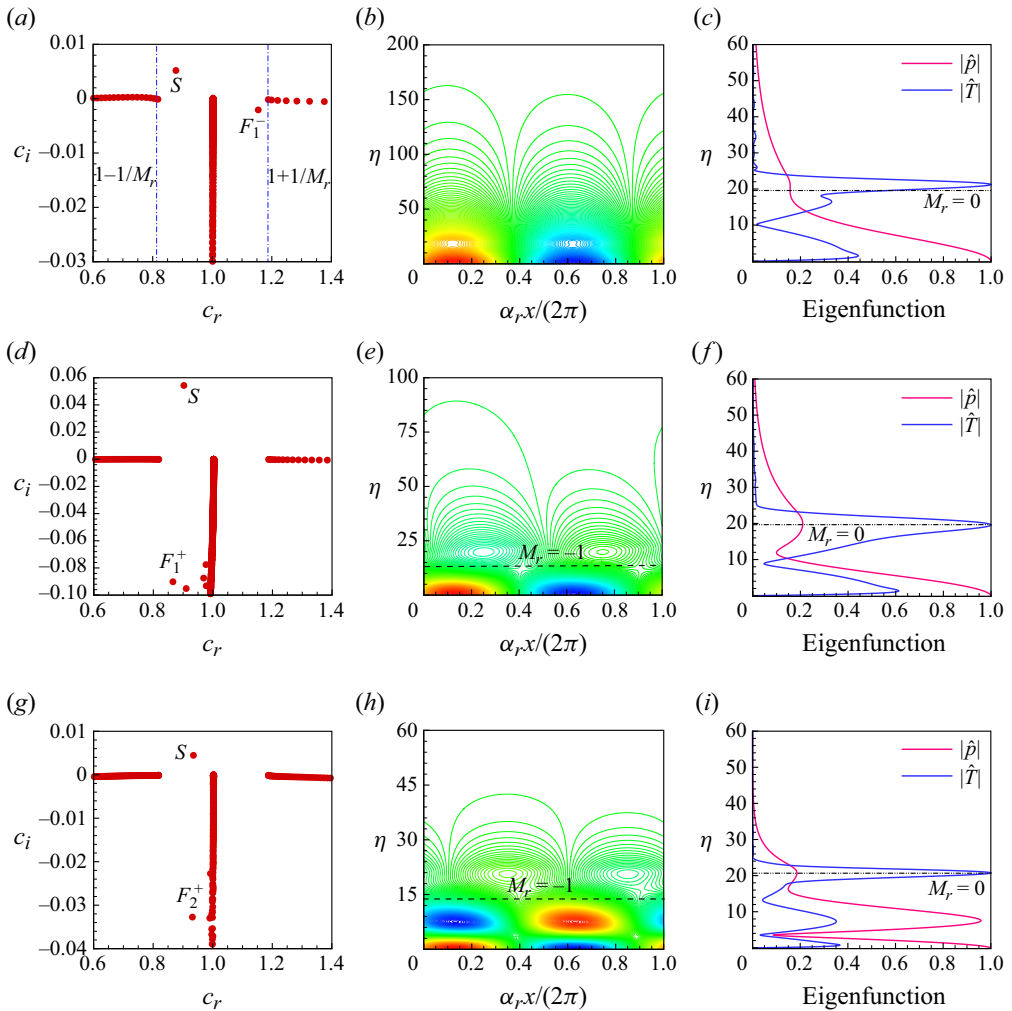 (a)
0.01
0
–0.01
–0.02
–0.03
c_i
S
F_1^–
1–1/M_r
1+1/M_r
0.6 0.8 1.0 1.2 1.4
c_r
(b)
200
150
100
50
0
η
0.2 0.4 0.6 0.8 1.0
α_r x/(2π)
(c)
60
50
40
30
20
10
0
η
|p̂|
|T̂|
M_r = 0
0.2 0.4 0.6 0.8 1.0
Eigenfunction
(d)
0.06
0.04
0.02
0
–0.02
–0.04
–0.06
–0.08
–0.10
c_i
S
F_1^+
0.6 0.8 1.0 1.2 1.4
c_r
(e)
100
75
50
25
0
η
M_r = –1
0.2 0.4 0.6 0.8 1.0
α_r x/(2π)
(f)
60
50
40
30
20
10
0
η
|p̂|
|T̂|
M_r = 0
0.2 0.4 0.6 0.8 1.0
Eigenfunction
(g)
0.01
0
–0.01
–0.02
–0.03
–0.04
c_i
S
F_2^+
0.6 0.8 1.0 1.2 1.4
c_r
(h)
60
45
30
15
0
η
M_r = –1
0.2 0.4 0.6 0.8 1.0
α_r x/(2π)
(i)
60
50
40
30
20
10
0
η
|p̂|
|T̂|
M_r = 0
0.2 0.4 0.6 0.8 1.0
Eigenfunction